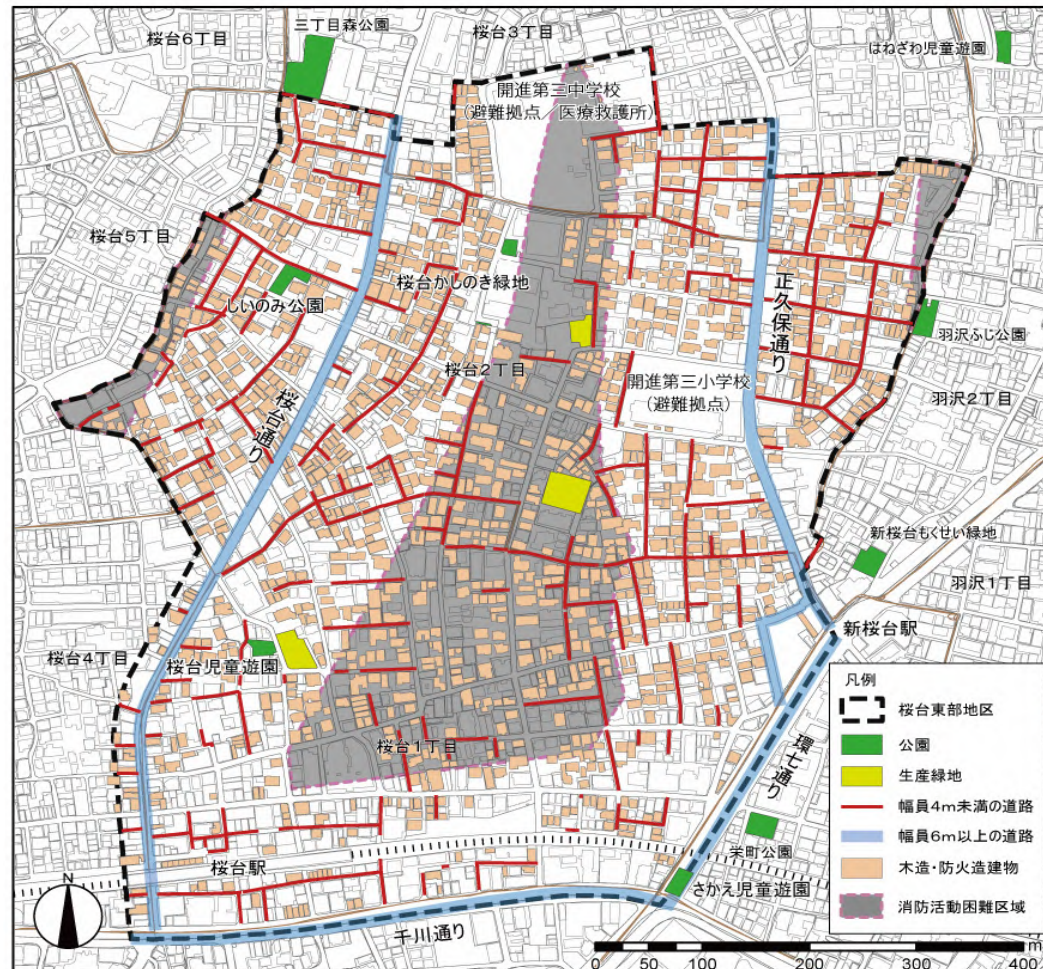 桜台6丁目
三丁目森公園
桜台3丁目
はねざわ児童遊園
開進第三中学校
(避難拠点/医療救護所)
桜台5丁目
しいのみ公園
桜台かしのき緑地
正久保通り
羽沢ふじ公園
桜台2丁目
開進第三小学校
(避難拠点)
羽沢2丁目
桜台通り
新桜台もくせい緑地
羽沢1丁目
新桜台駅
桜台4丁目
桜台児童遊園
桜台1丁目
環七通り
栄町公園
桜台駅
さかえ児童遊園
千川通り
N
凡例
桜台東部地区
公園
生産緑地
幅員4m未満の道路
幅員6m以上の道路
木造・防火造建物
消防活動困難区域
0 50 100 200 300 400 m